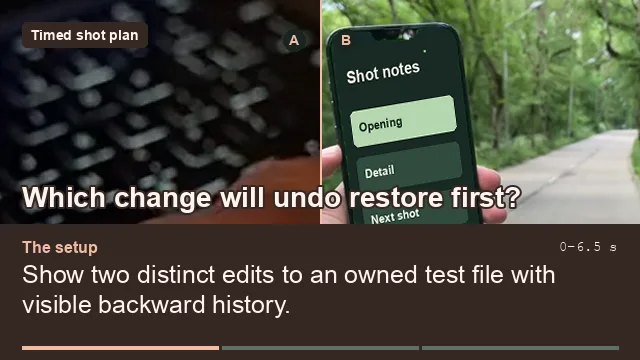 Timed shot plan
A
B
Shot notes
Opening
Detail
Next shot
Which change will undo restore first?
The setup
0–6.5 s
Show two distinct edits to an owned test file with
visible backward history.